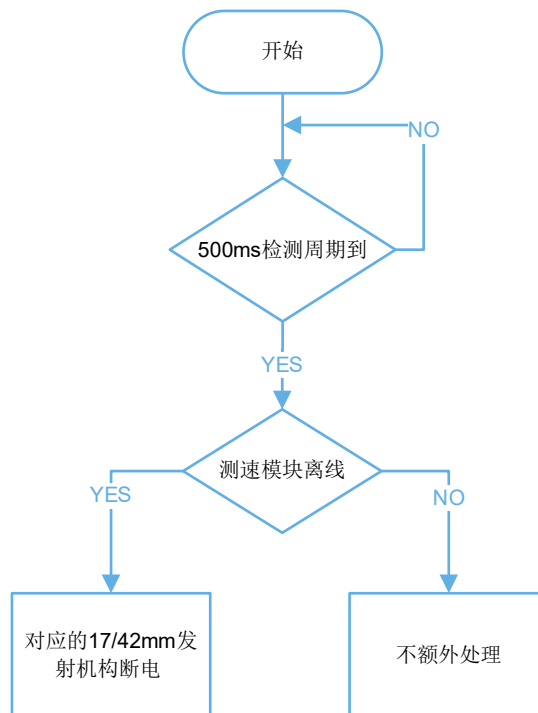 开始
NO
500ms检测周期到
YES
测速模块离线
YES
NO
对应的17/42mm发
射机构断电
不额外处理